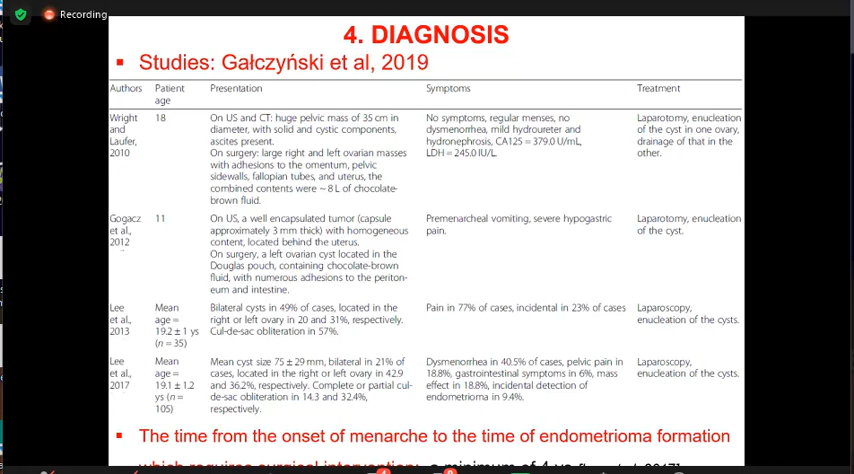 Recording
4. DIAGNOSIS
▪ Studies: Gałczyński et al, 2019
Authors Patient age Presentation Symptoms Treatment
Wright and Laufer, 2010
18
On US and CT: huge pelvic mass of 35 cm in
diameter, with solid and cystic components,
ascites present.
On surgery: large right and left ovarian masses
with adhesions to the omentum, pelvic
sidewalls, fallopian tubes, and uterus, the
combined contents were ~ 8 L of chocolate-
brown fluid.
No symptoms, regular menses, no
dysmenorrhea, mild hydroureter and
hydronephrosis, CA125 = 379.0 U/mL,
LDH = 245.0 IU/L.
Laparotomy, enucleation
of the cyst in one ovary,
drainage of that in the
other.
Gogacz
et al.,
2012
11
On US, a well encapsulated tumor (capsule
approximately 3 mm thick) with homogeneous
content, located behind the uterus.
On surgery, a left ovarian cyst located in the
Douglas pouch, containing chocolate-brown
fluid, with numerous adhesions to the periton-
eum and intestine.
Premenarcheal vomiting, severe hypogastric
pain.
Laparotomy, enucleation
of the cyst.
Lee
et al.,
2013
Mean
age =
19.2 ± 1 ys
(n = 35)
Bilateral cysts in 49% of cases, located in the
right or left ovary in 20 and 31%, respectively.
Cul-de-sac obliteration in 57%.
Pain in 77% of cases, incidental in 23% of cases
Laparoscopy,
enucleation of the cysts.
Lee
et al.,
2017
Mean
age =
19.1 ± 1.2
ys (n =
105)
Mean cyst size 75 ± 29 mm, bilateral in 21% of
cases, located in the right or left ovary in 42.9
and 36.2%, respectively. Complete or partial cul-
de-sac obliteration in 14.3 and 32.4%,
respectively.
Dysmenorrhea in 40.5% of cases, pelvic pain in
18.8%, gastrointestinal symptoms in 6%, mass
effect in 18.8%, incidental detection of
endometrioma in 9.4%.
Laparoscopy,
enucleation of the cysts.
▪ The time from the onset of menarche to the time of endometrioma formation
which requires surgical intervention: a minimum of 4 ys